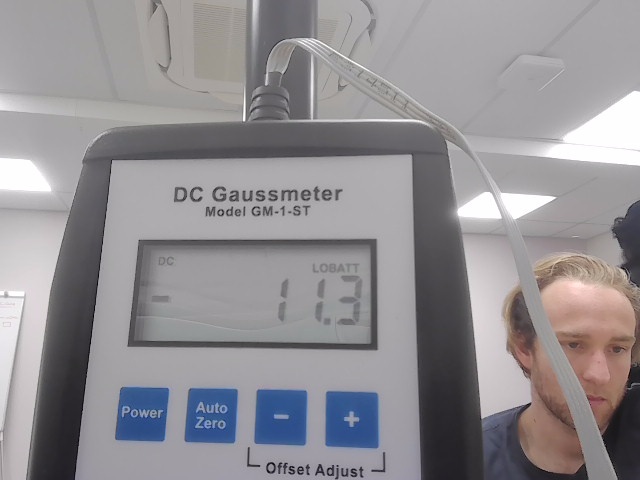 DC Gaussmeter
Model GM-1-ST
DC
LOBATT
- 11.3
Power
Auto
Zero
-
+
Offset Adjust